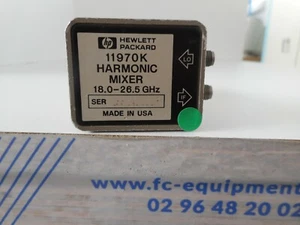 hp HEWLETT
PACKARD
11970K
HARMONIC
MIXER
18.0-26.5 GHz
LO
IF
SER
MADE IN USA
www.fc-equipment
02 96 48 20 02